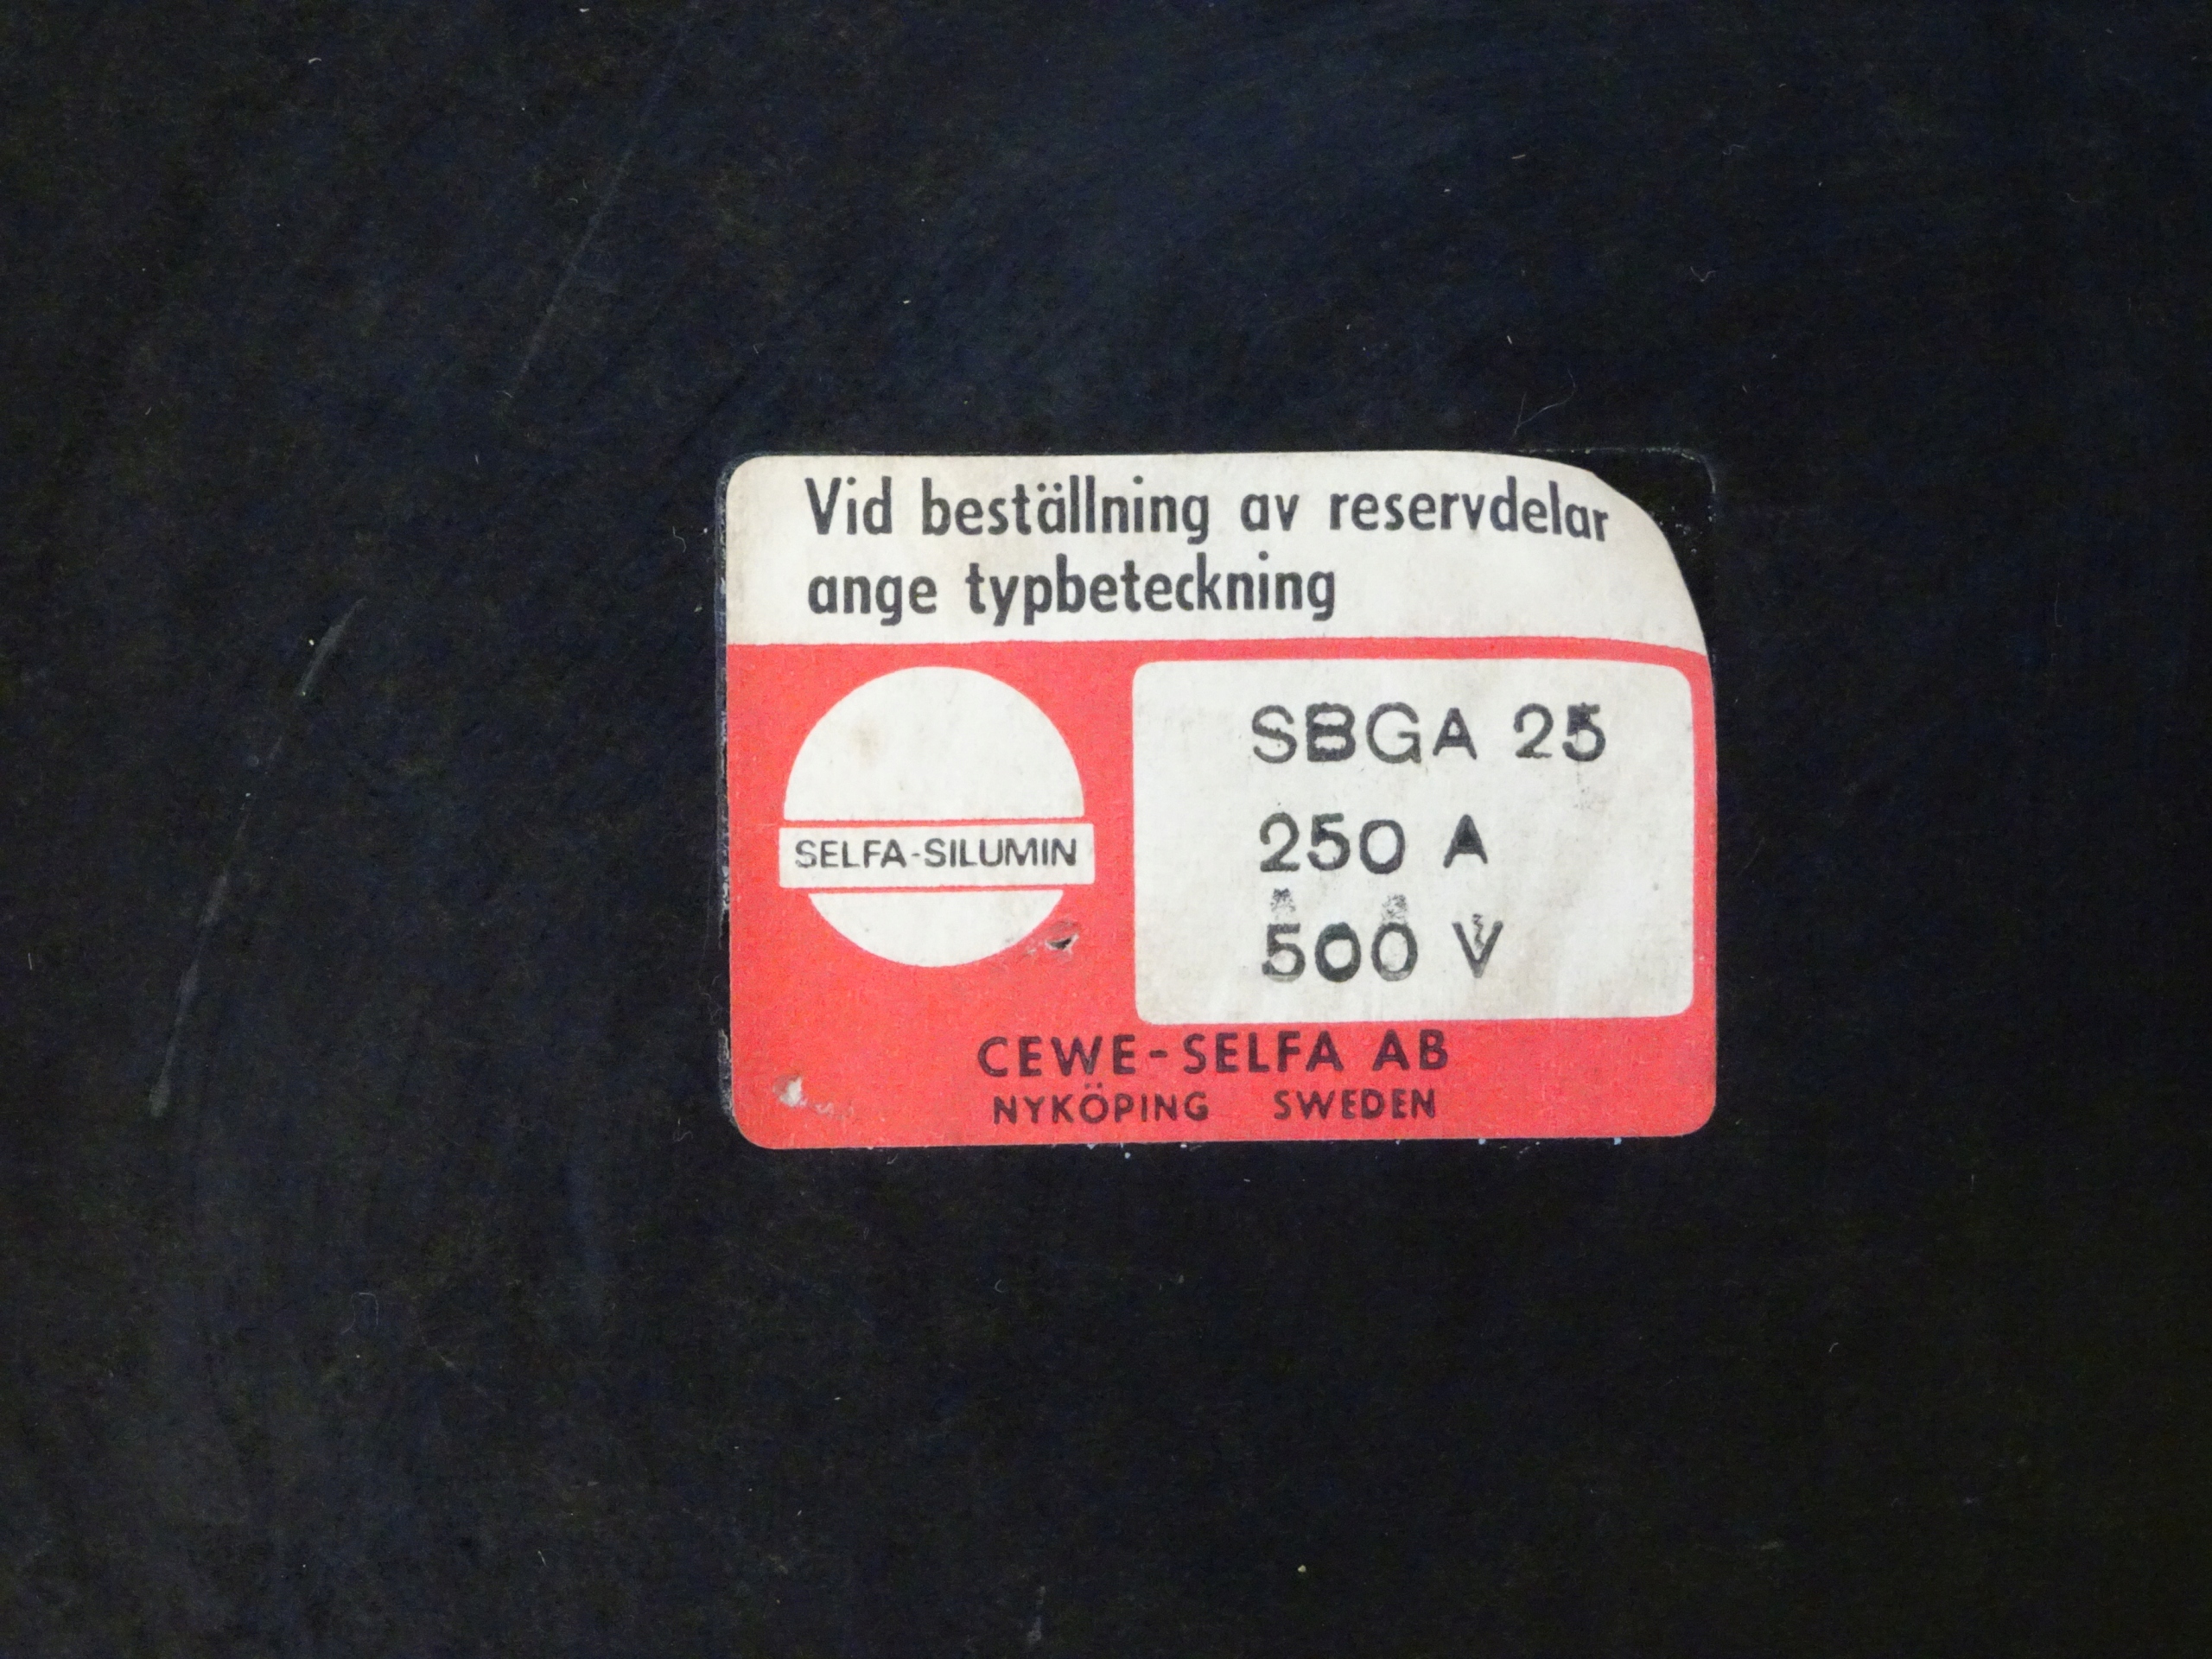 Vid beställning av reservdelar
ange typbeteckning
SELFA-SILUMIN
SBGA 25
250 A
500 V
CEWE-SELFA AB
NYKÖPING SWEDEN